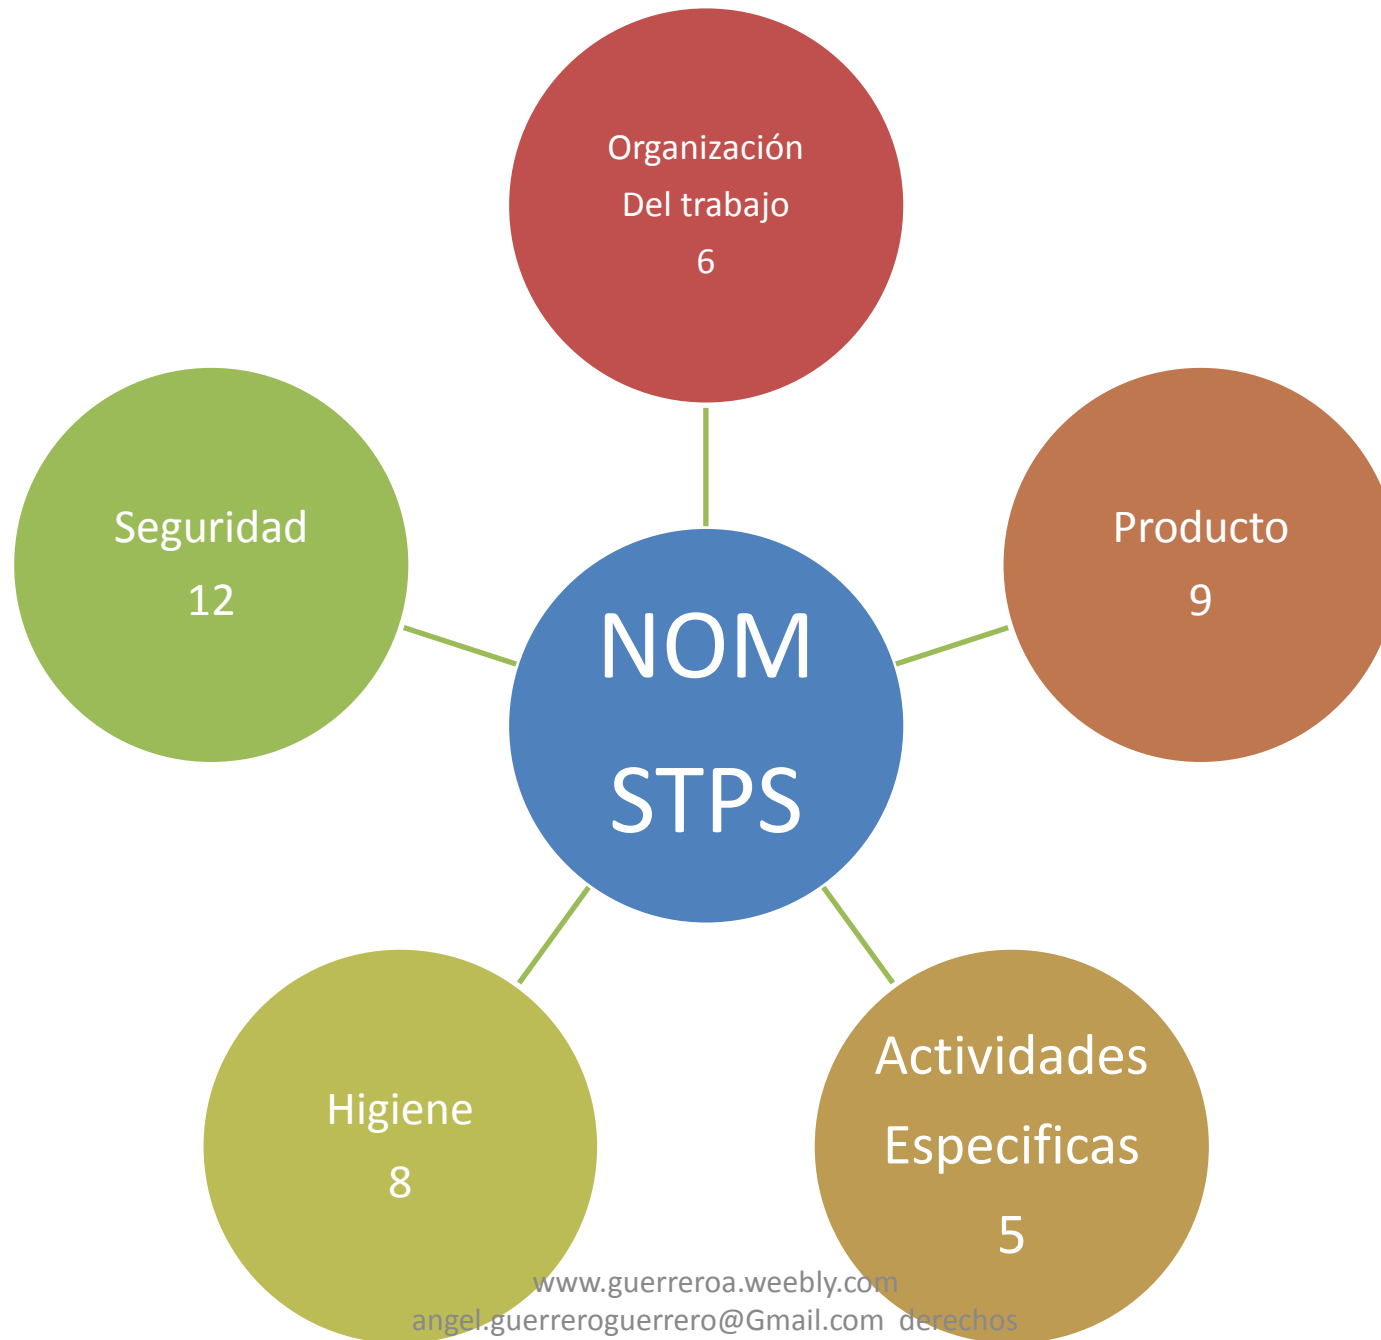 Organización
Del trabajo
6
Seguridad
12
Producto
9
NOM
STPS
Higiene
8
Actividades
Especificas
5
www.guerreroa.weebly.com
angel.guerreroguerrero@Gmail.com derechos